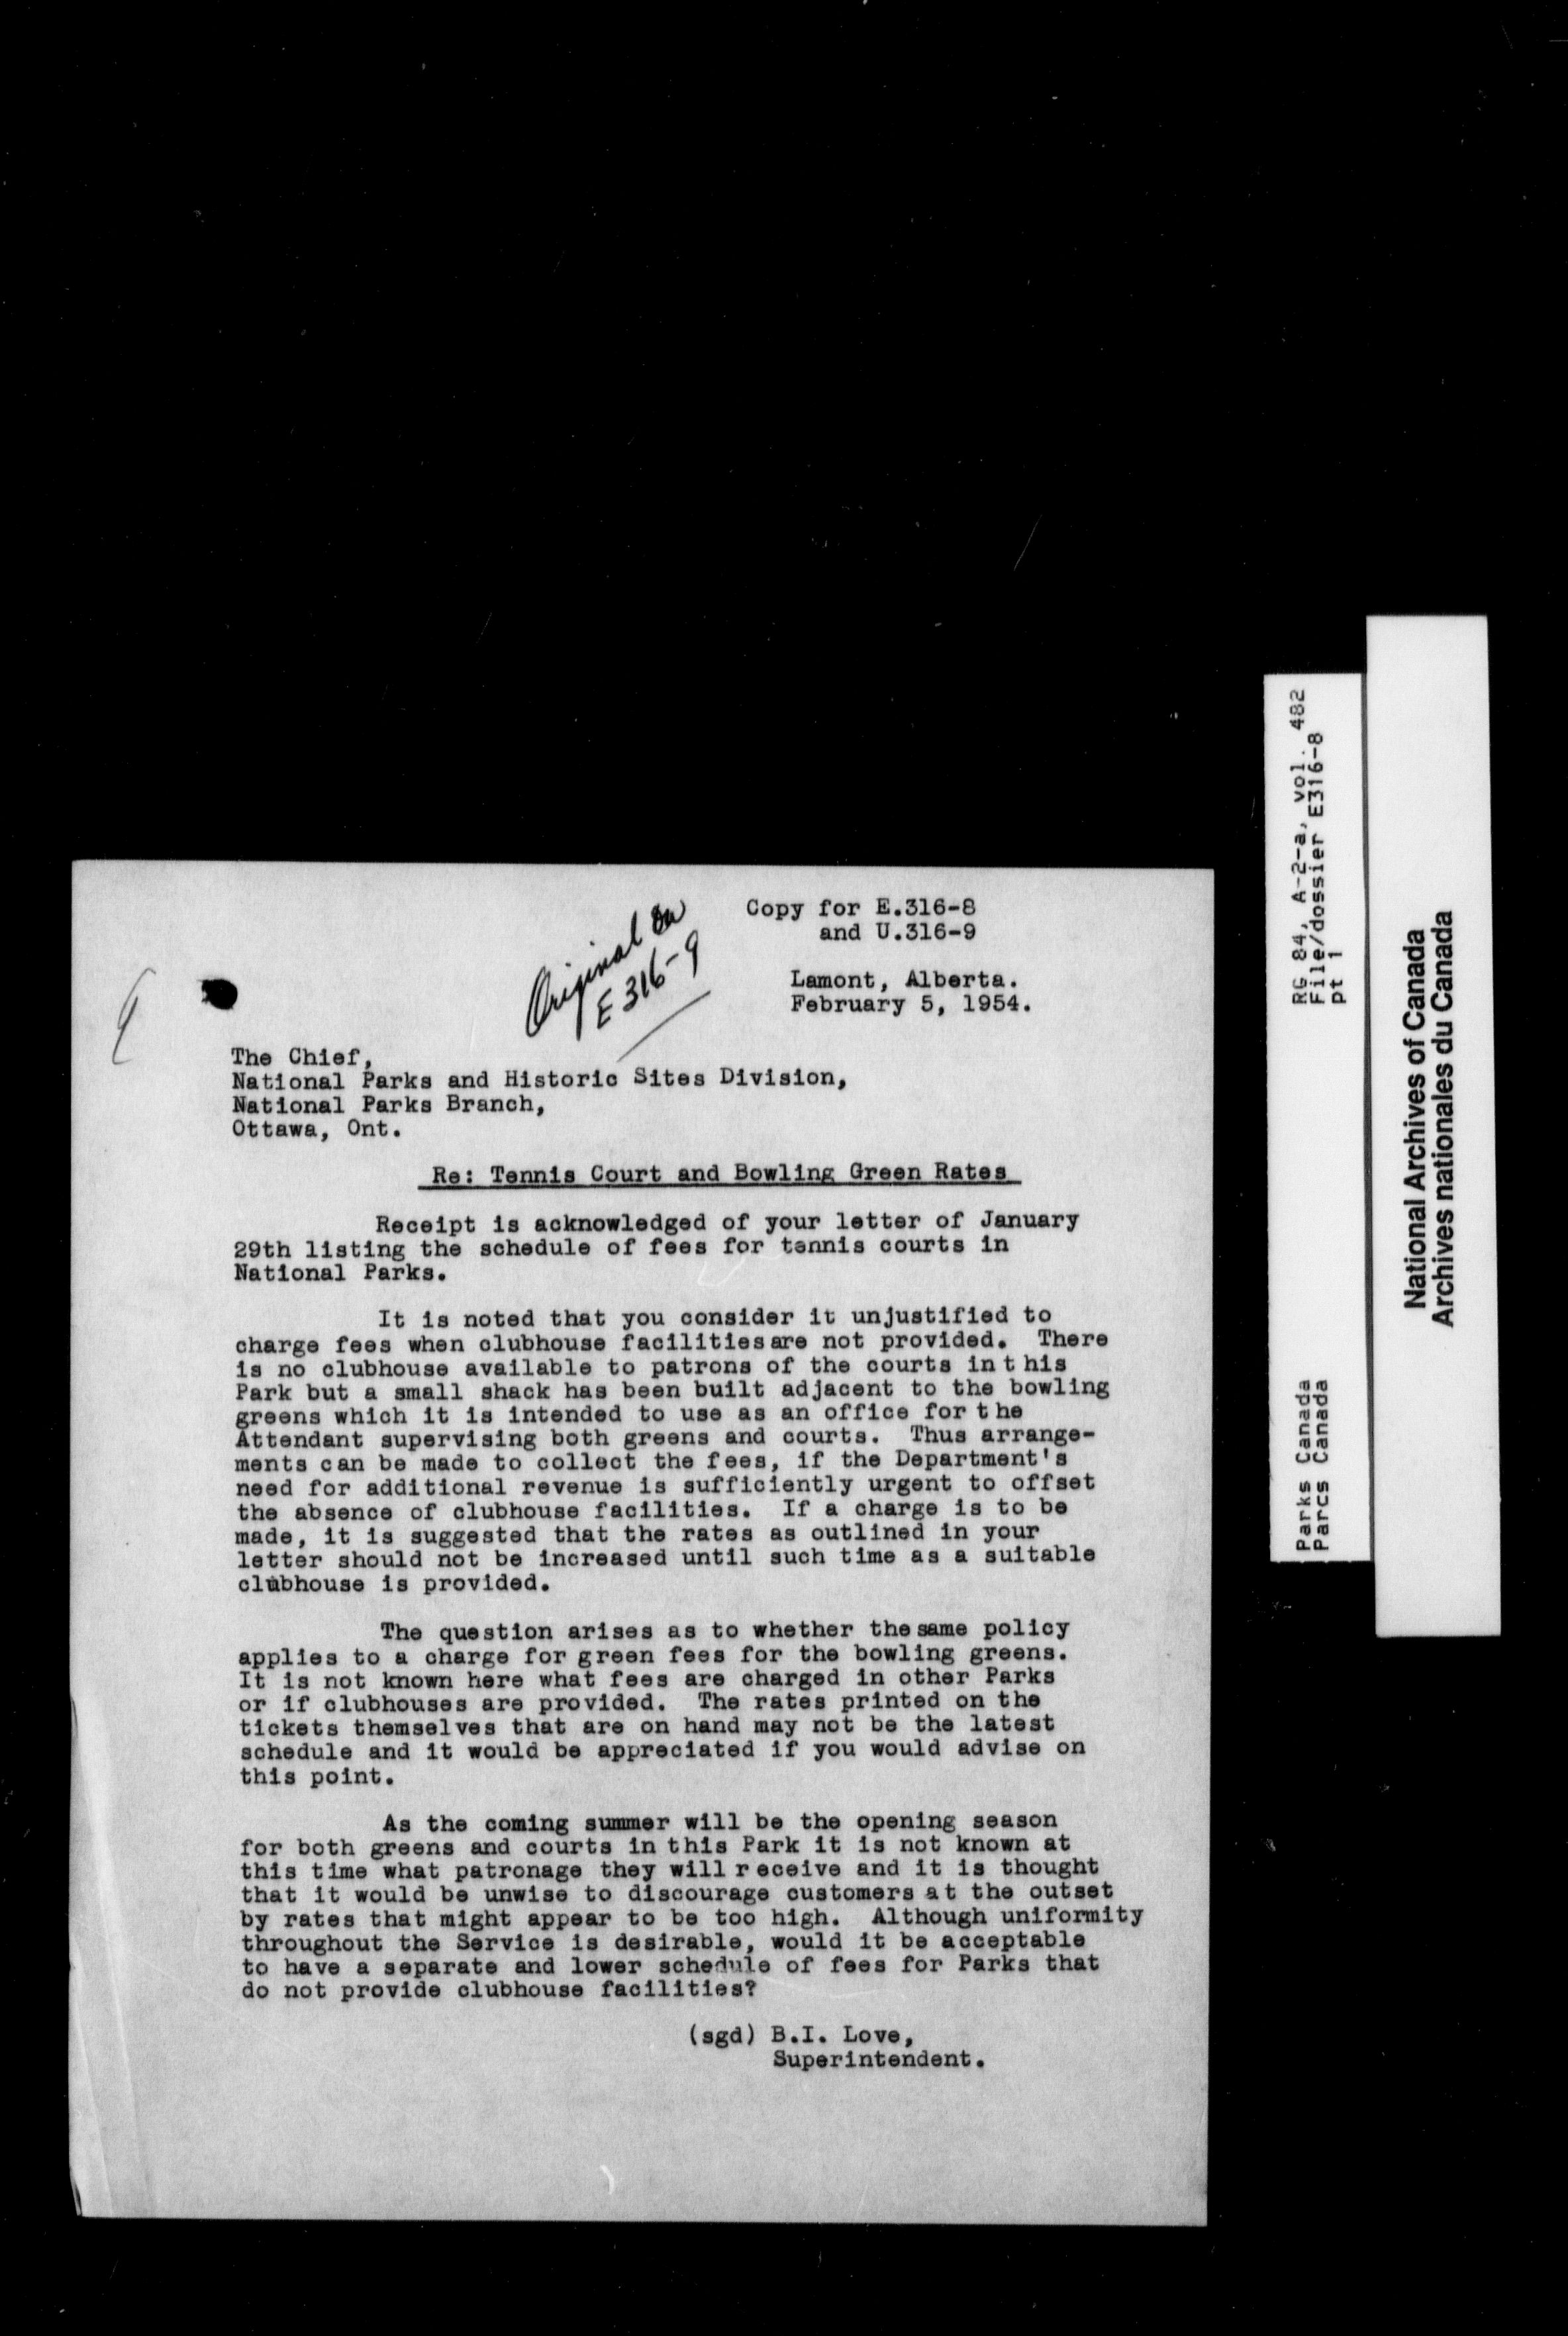 Copy for E.316-8
and U.316-9
Original on
E 316-9
Lamont, Alberta.
February 5, 1954.
The Chief,
National Parks and Historic Sites Division,
National Parks Branch,
Ottawa, Ont.
Re: Tennis Court and Bowling Green Rates
Receipt is acknowledged of your letter of January
29th listing the schedule of fees for tennis courts in
National Parks.
It is noted that you consider it unjustified to
charge fees when clubhouse facilitiesare not provided. There
is no clubhouse available to patrons of the courts int his
Park but a small shack has been built adjacent to the bowling
greens which it is intended to use as an office for t he
Attendant supervising both greens and courts. Thus arrange-
ments can be made to collect the fees, if the Department's
need for additional revenue is sufficiently urgent to offset
the absence of clubhouse facilities. If a charge is to be
made, it is suggested that the rates as outlined in your
letter should not be increased until such time as a suitable
clubhouse is provided.
The question arises as to whether the same policy
applies to a charge for green fees for the bowling greens.
It is not known here what fees are charged in other Parks
or if clubhouses are provided. The rates printed on the
tickets themselves that are on hand may not be the latest
schedule and it would be appreciated if you would advise on
this point.
As the coming summer will be the opening season
for both greens and courts in this Park it is not known at
this time what patronage they will r eceive and it is thought
that it would be unwise to discourage customers at the outset
by rates that might appear to be too high. Although uniformity
throughout the Service is desirable, would it be acceptable
to have a separate and lower schedule of fees for Parks that
do not provide clubhouse facilities?
(sgd) B.I. Love,
Superintendent.
RG 84, A-2-a, vol. 482
File/dossier E316-8
pt 1
Parks Canada
Parcs Canada
National Archives of Canada
Archives nationales du Canada